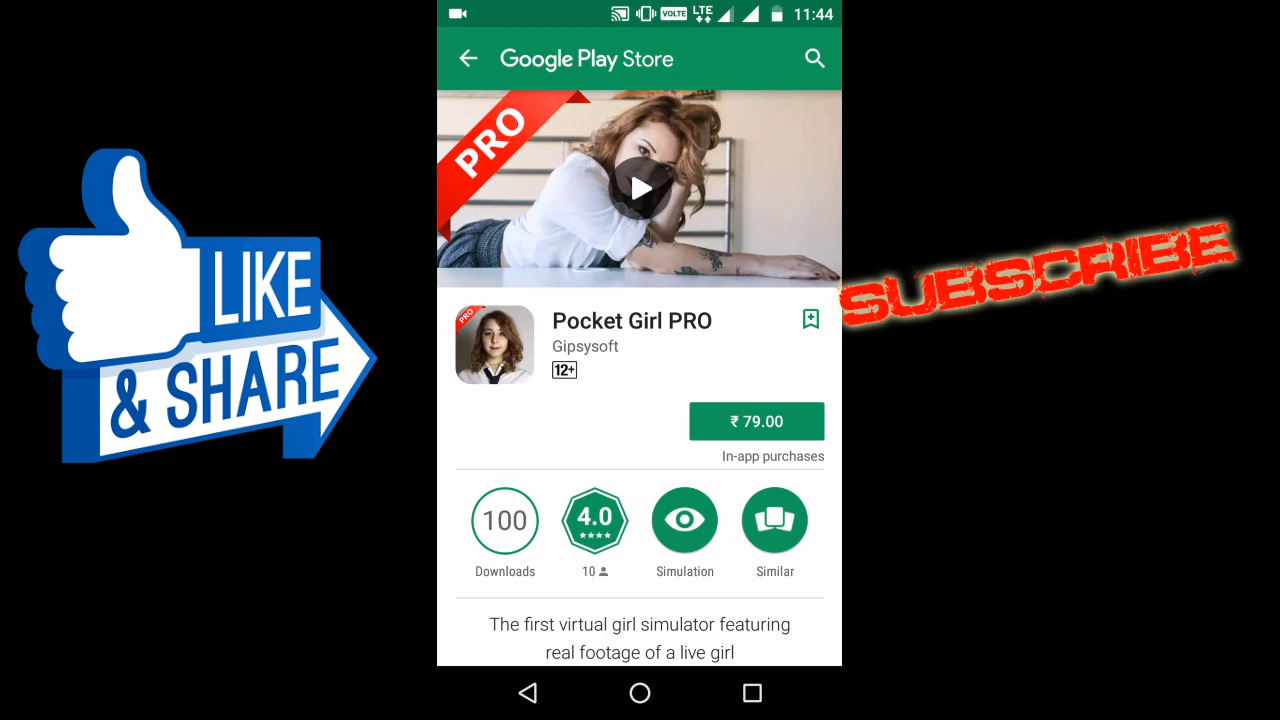 VOLTE
LTE
11:44
Google Play Store
PRO
PRO
Pocket Girl PRO
Gipsysoft
12+
₹ 79.00
In-app purchases
100
4.0
Downloads
10
Simulation
Similar
The first virtual girl simulator featuring
real footage of a live girl
LIKE
& SHARE
SUBSCRIBE